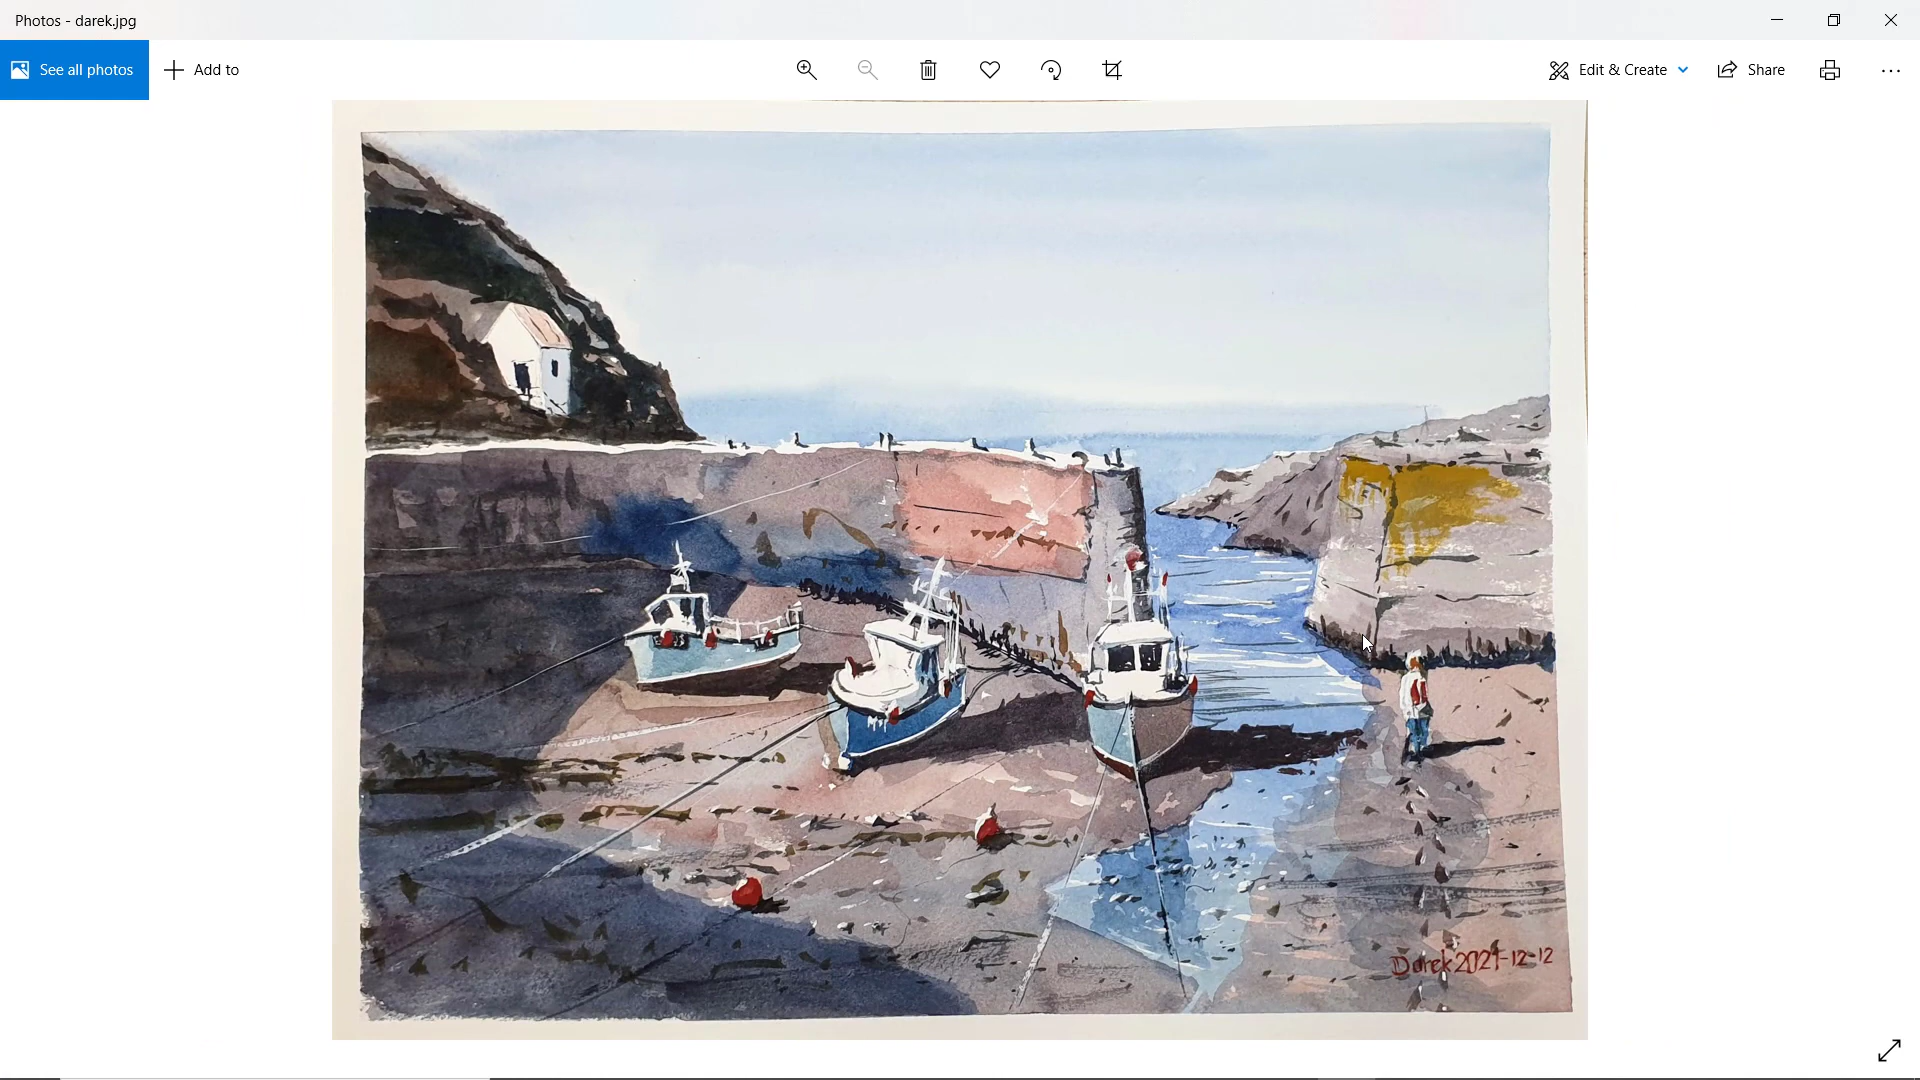 Photos - darek.jpg
See all photos
Add to
Edit & Create
Share
Darek 2021-12-12